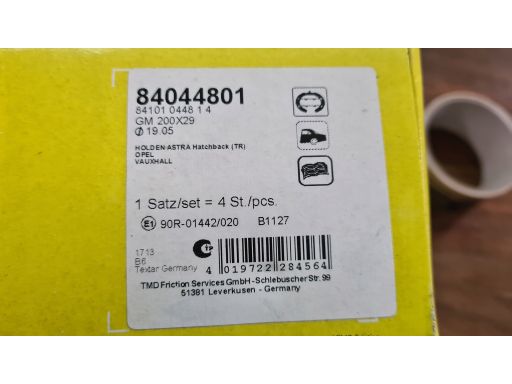 84044801
84101 0448 1 4
GM 200X29
Ø 19.05
HOLDEN-ASTRA Hatchback (TR)
OPEL
VAUXHALL
1 Satz/set = 4 St./pcs.
E1 90R-01442/020 B1127
1713
B6
Textar Germany
4 019722 284564
TMD Friction Services GmbH -Schlebuscher Str. 99
51381 Leverkusen - Germany